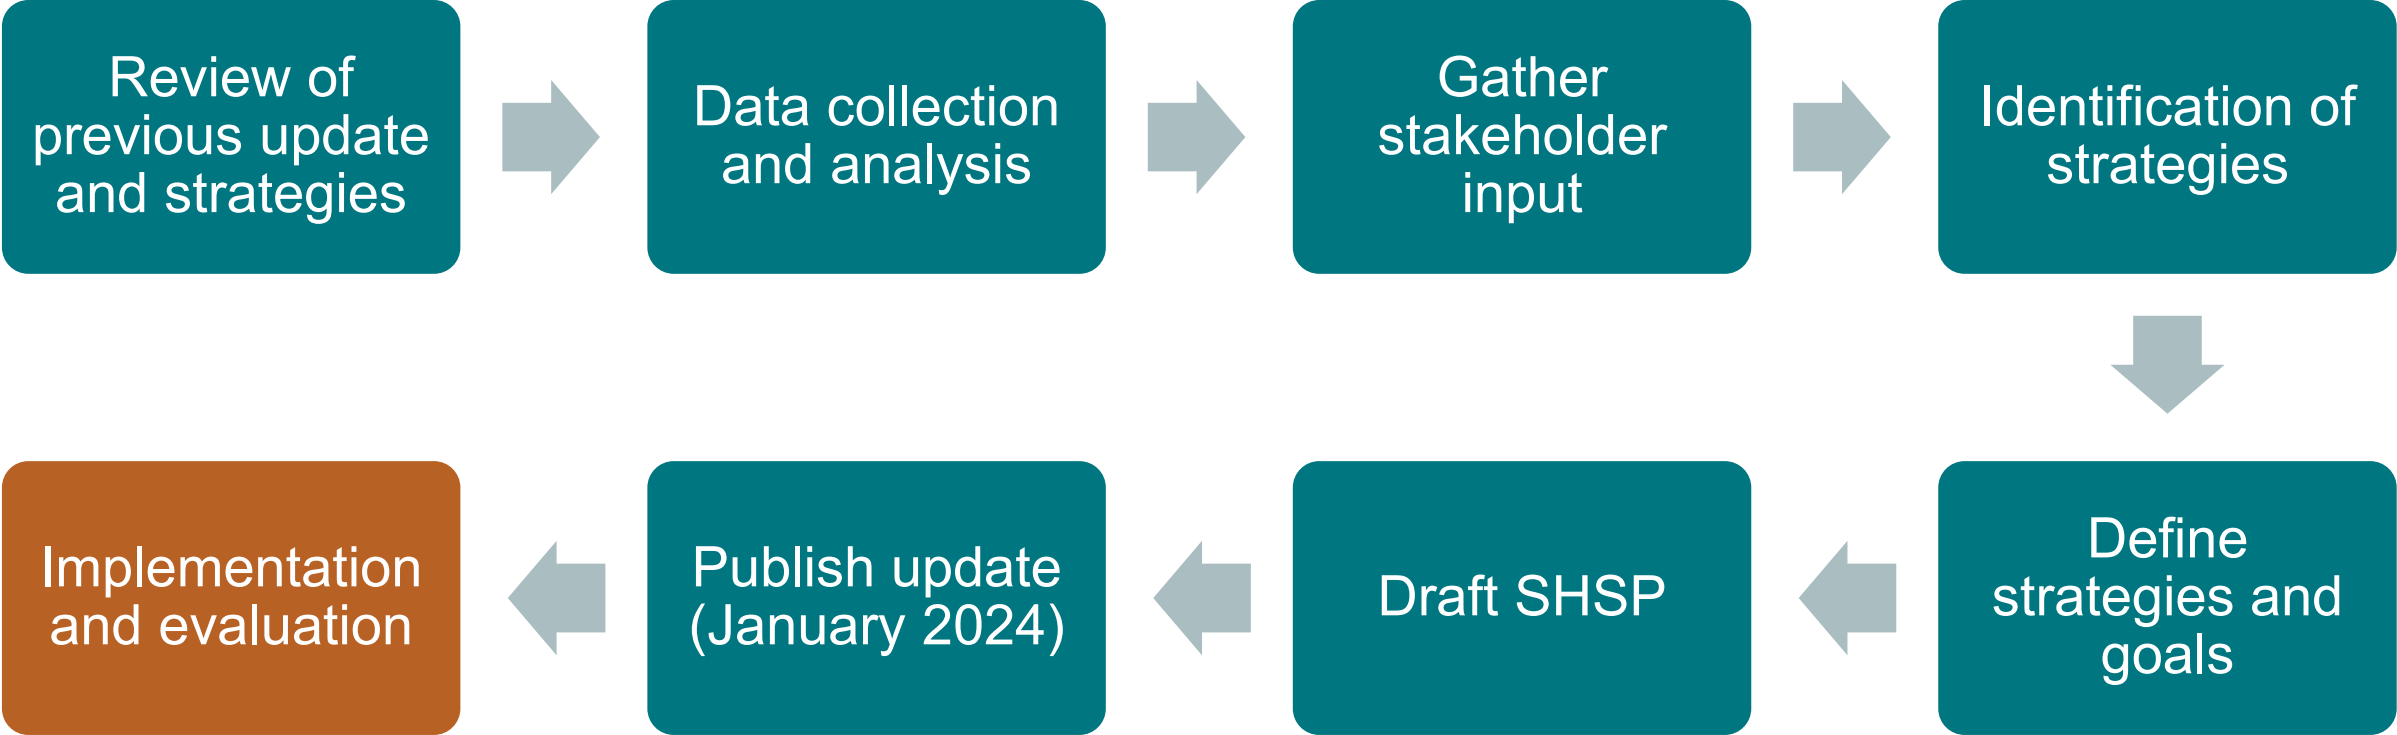 Review of
previous update
and strategies
Data collection
and analysis
Gather
stakeholder
input
Identification of
strategies
Define
strategies and
goals
Draft SHSP
Publish update
(January 2024)
Implementation
and evaluation